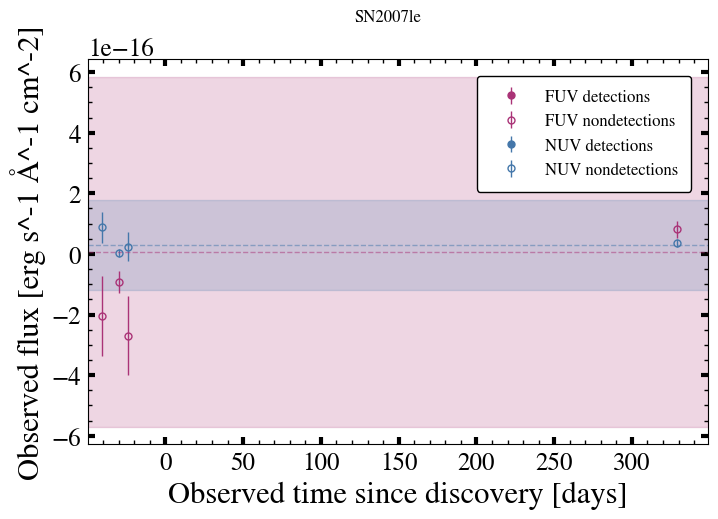 SN2007le
1e−16
6
4
2
0
−2
−4
−6
Observed flux [erg s^-1 Å^-1 cm^-2]
FUV detections
FUV nondetections
NUV detections
NUV nondetections
0 50 100 150 200 250 300
Observed time since discovery [days]